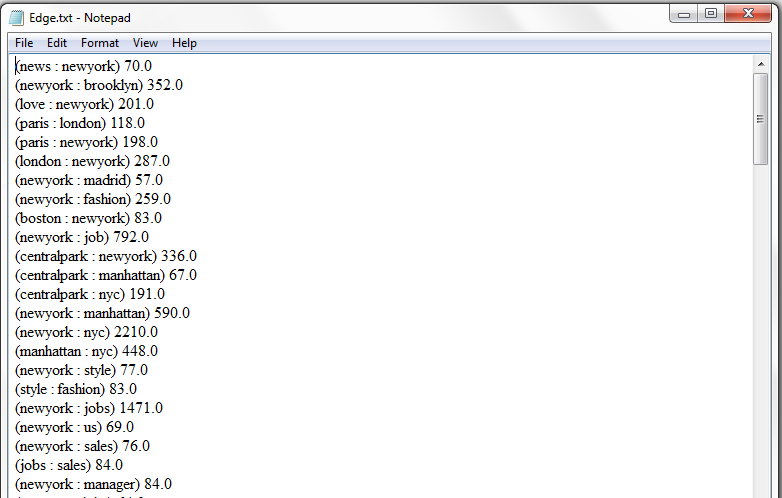 Edge.txt - Notepad
File Edit Format View Help
(news : newyork) 70.0
(newyork : brooklyn) 352.0
(love : newyork) 201.0
(paris : london) 118.0
(paris : newyork) 198.0
(london : newyork) 287.0
(newyork : madrid) 57.0
(newyork : fashion) 259.0
(boston : newyork) 83.0
(newyork : job) 792.0
(centralpark : newyork) 336.0
(centralpark : manhattan) 67.0
(centralpark : nyc) 191.0
(newyork : manhattan) 590.0
(newyork : nyc) 2210.0
(manhattan : nyc) 448.0
(newyork : style) 77.0
(style : fashion) 83.0
(newyork : jobs) 1471.0
(newyork : us) 69.0
(newyork : sales) 76.0
(jobs : sales) 84.0
(newyork : manager) 84.0